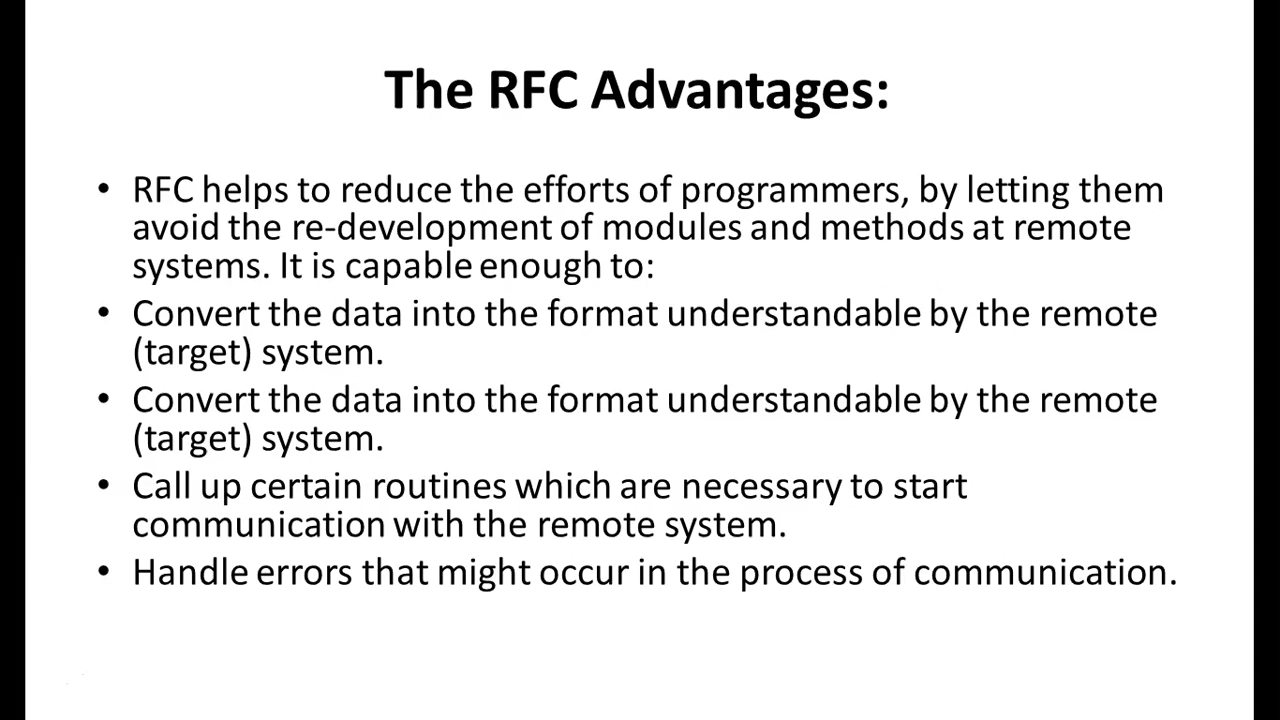 The RFC Advantages:
• RFC helps to reduce the efforts of programmers, by letting them
avoid the re-development of modules and methods at remote
systems. It is capable enough to:
• Convert the data into the format understandable by the remote
(target) system.
• Convert the data into the format understandable by the remote
(target) system.
• Call up certain routines which are necessary to start
communication with the remote system.
• Handle errors that might occur in the process of communication.